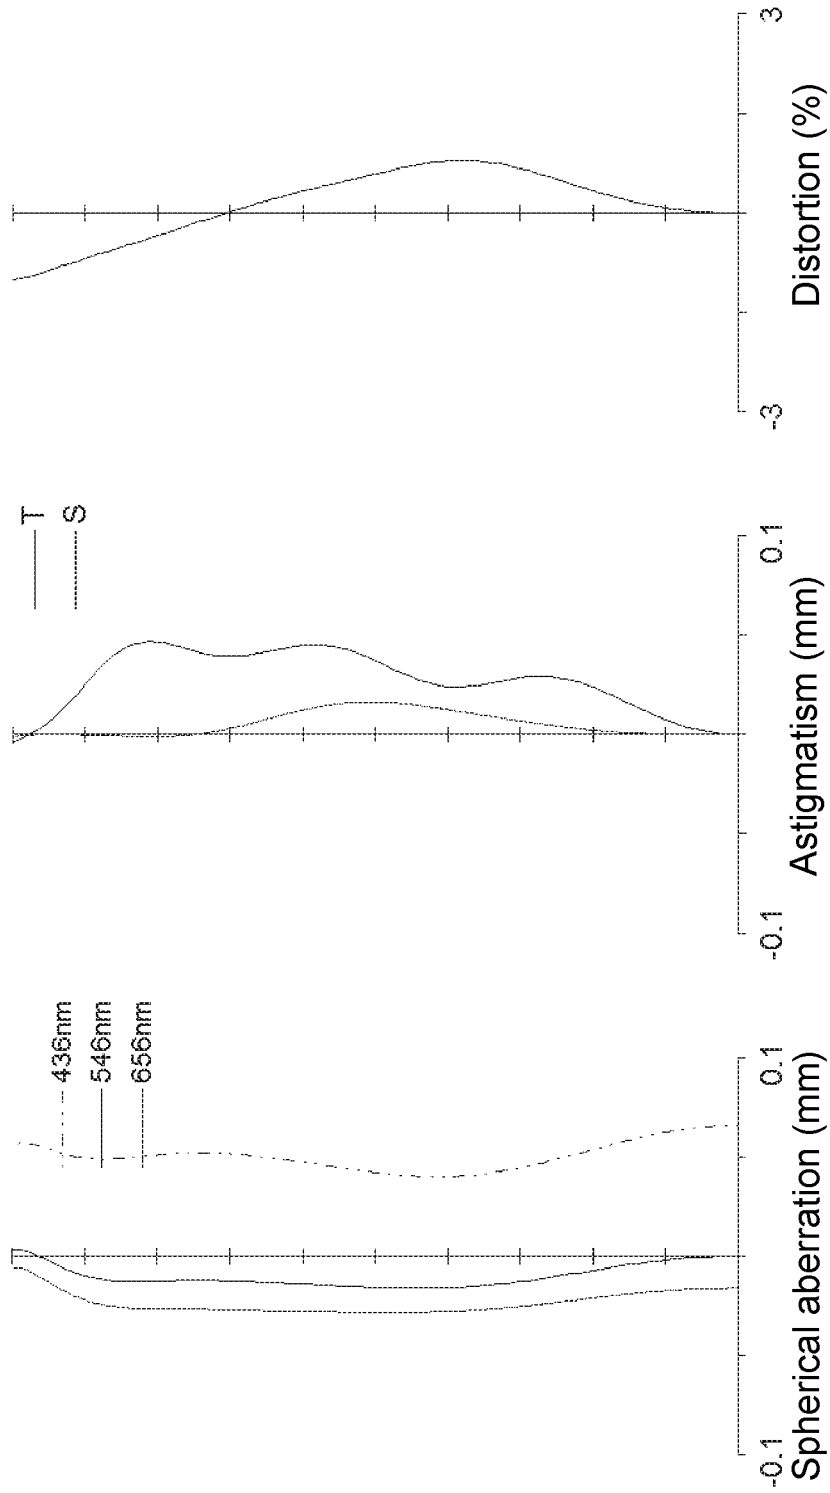 436nm
546nm
656nm
-0.1
0.1
Spherical aberration (mm)
T
S
-0.1
0.1
Astigmatism (mm)
-3
3
Distortion (%)